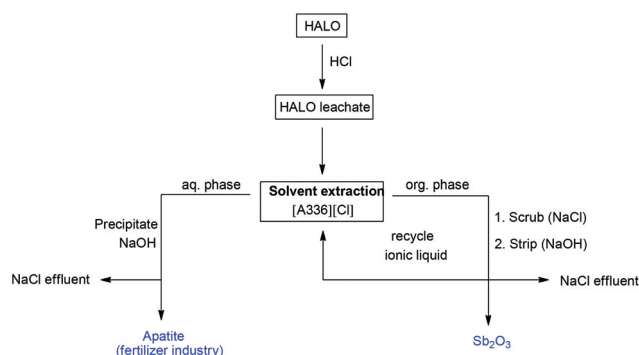 HALO
HCl
HALO leachate
aq. phase
Solvent extraction
[A336][Cl]
org. phase
Precipitate
NaOH
1. Scrub (NaCl)
2. Strip (NaOH)
recycle
ionic liquid
NaCl effluent
NaCl effluent
Apatite
(fertilizer industry)
Sb₂O₃